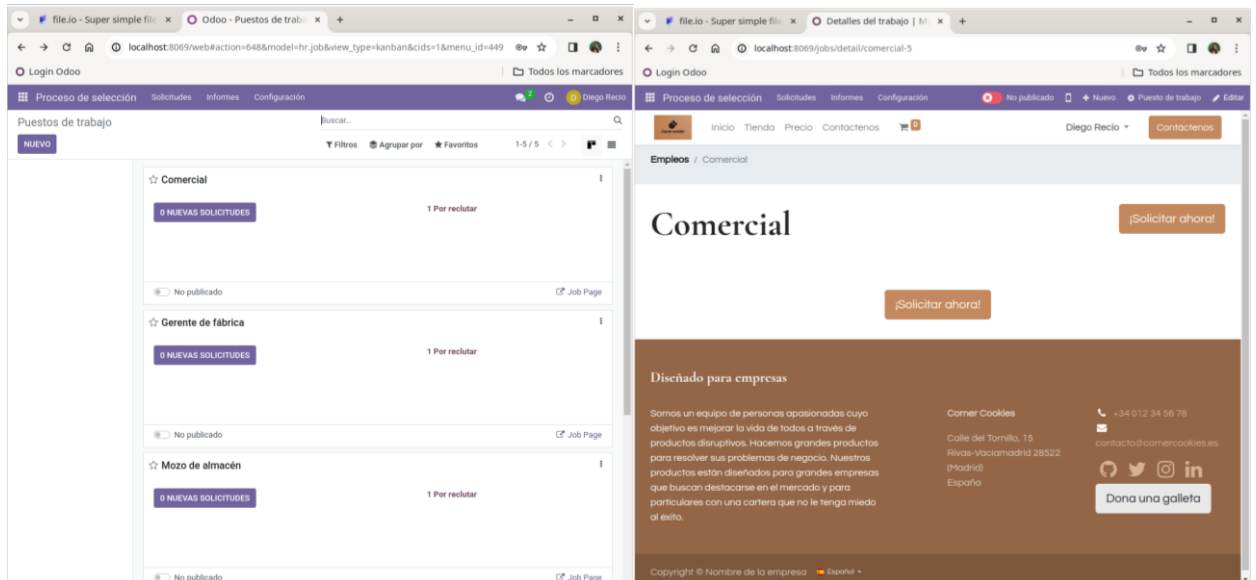 file.io - Super simple file
Odoo - Puestos de traba
localhost:8069/web#action=648&model=hr.job&view_type=kanban&cids=1&menu_id=449
Login Odoo
Todos los marcadores
Proceso de selección Solicitudes Informes Configuración 2 D Diego Recio
Puestos de trabajo
Buscar...
NUEVO
Filtros Agrupar por Favoritos 1-5 / 5
Comercial
0 NUEVAS SOLICITUDES
1 Por reclutar
No publicado
Job Page
Gerente de fábrica
0 NUEVAS SOLICITUDES
1 Por reclutar
No publicado
Job Page
Mozo de almacén
0 NUEVAS SOLICITUDES
1 Por reclutar
No publicado
Job Page
file.io - Super simple file
Detalles del trabajo | M
localhost:8069/jobs/detail/comercial-5
Login Odoo
Todos los marcadores
Proceso de selección Solicitudes Informes Configuración No publicado + Nuevo Puesto de trabajo Editar
Inicio Tienda Precio Contáctenos 0 Diego Recio Contáctenos
Empleos / Comercial
Comercial
¡Solicitar ahora!
¡Solicitar ahora!
Diseñado para empresas
Somos un equipo de personas apasionadas cuyo
objetivo es mejorar la vida de todos a través de
productos disruptivos. Hacemos grandes productos
para resolver sus problemas de negocio. Nuestros
productos están diseñados para grandes empresas
que buscan destacarse en el mercado y para
particulares con una cartera que no le tenga miedo
al éxito.
Corner Cookies
Calle del Tornillo, 15
Rivas-Vaciamadrid 28522
(Madrid)
España
+34 012 34 56 78
contacto@cornercookies.es
Dona una galleta
Copyright © Nombre de la empresa Español